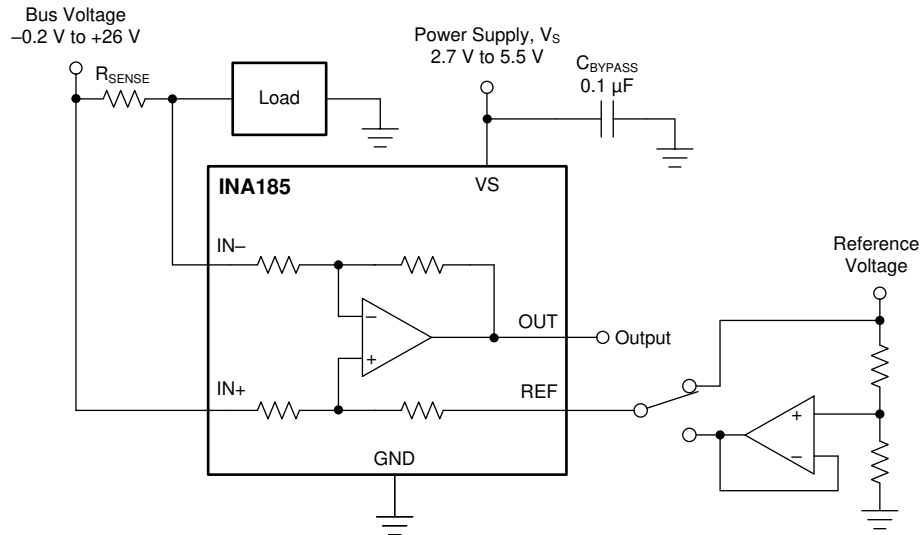 Bus Voltage
–0.2 V to +26 V
RSENSE
Load
Power Supply, VS
2.7 V to 5.5 V
CBYPASS
0.1 µF
INA185
VS
IN–
–
+
OUT
Output
IN+
REF
GND
Reference
Voltage
+
–